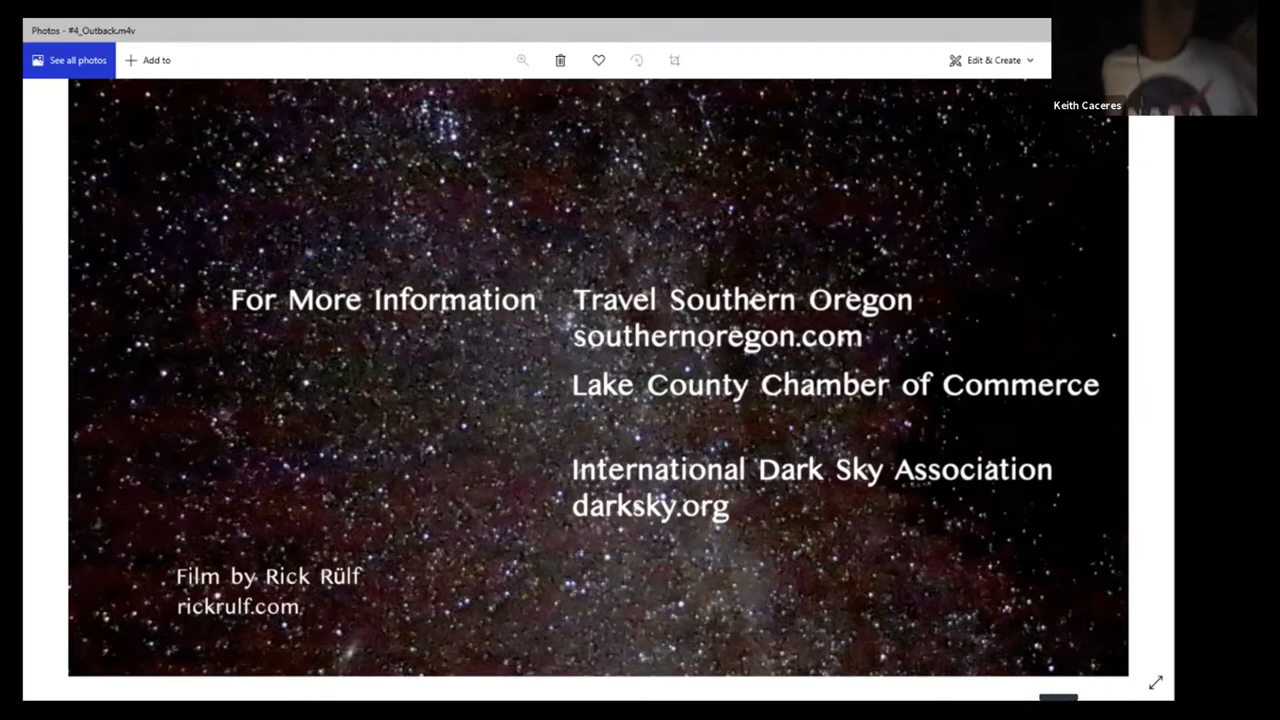 Photos - #4_Outback.m4v
See all photos
Add to
Edit & Create
Keith Caceres
For More Information
Travel Southern Oregon
southernoregon.com
Lake County Chamber of Commerce
International Dark Sky Association
darksky.org
Film by Rick Rülf
rickrulf.com